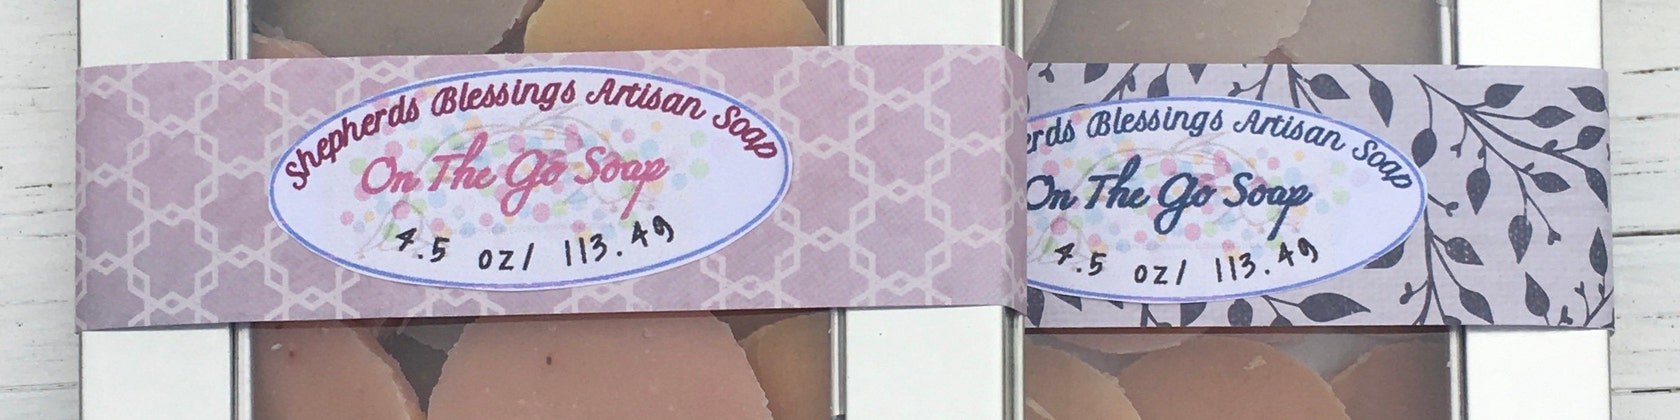 Shepherds Blessings Artisan Soap
On The Go Soap
4.5 oz/ 113.4g
Blessings Artisan Soap
On The Go Soap
4.5 oz/ 113.4g